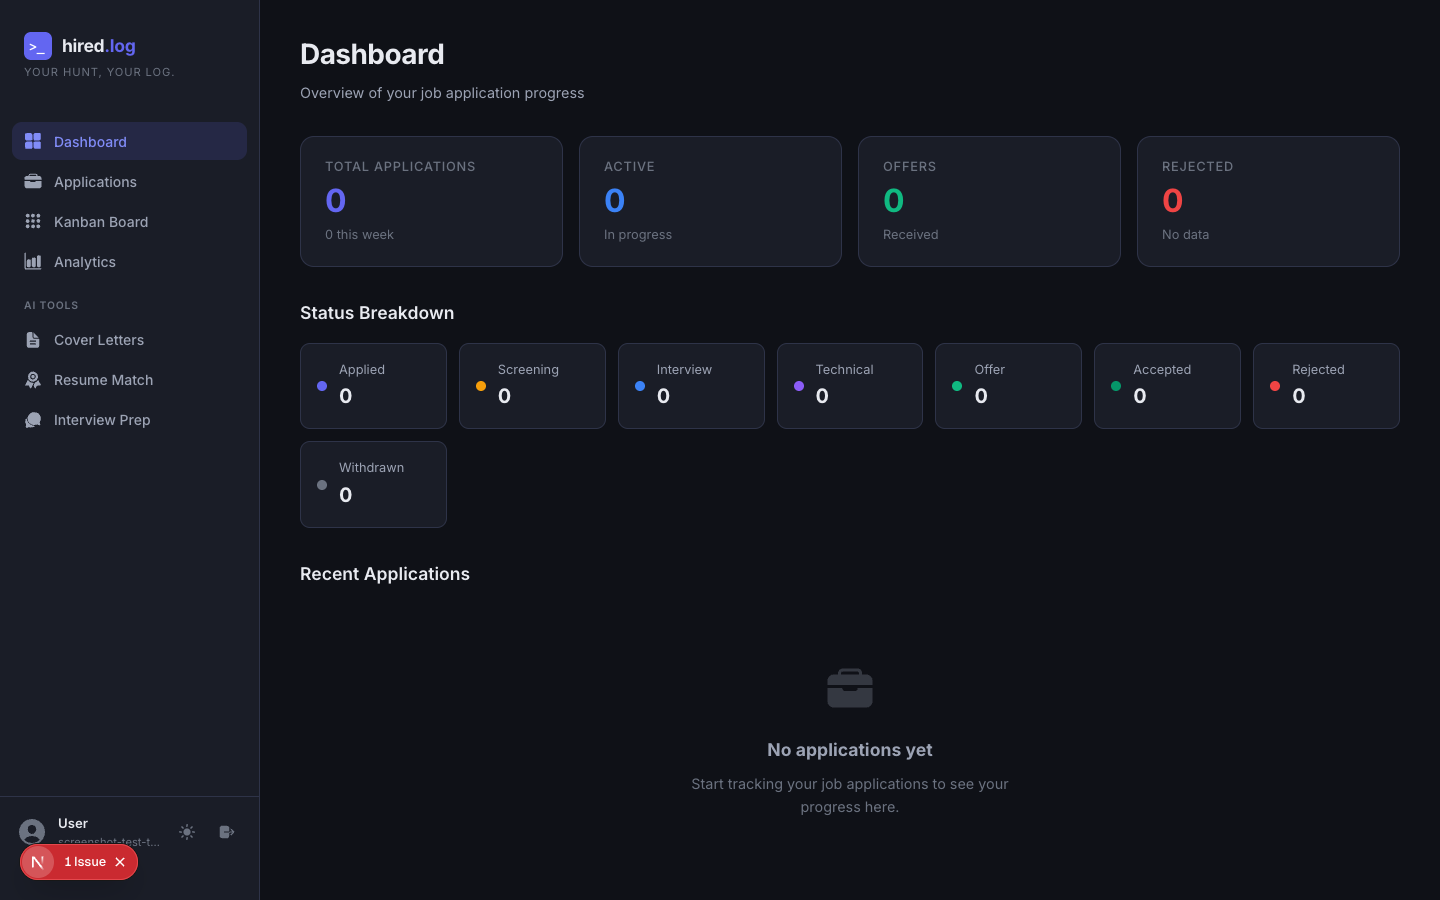 >_ hired.log
YOUR HUNT, YOUR LOG.
Dashboard
Applications
Kanban Board
Analytics
AI TOOLS
Cover Letters
Resume Match
Interview Prep
User
screenshot-test-t...
N 1 Issue
Dashboard
Overview of your job application progress
TOTAL APPLICATIONS
0
0 this week
ACTIVE
0
In progress
OFFERS
0
Received
REJECTED
0
No data
Status Breakdown
Applied
0
Screening
0
Interview
0
Technical
0
Offer
0
Accepted
0
Rejected
0
Withdrawn
0
Recent Applications
No applications yet
Start tracking your job applications to see your
progress here.